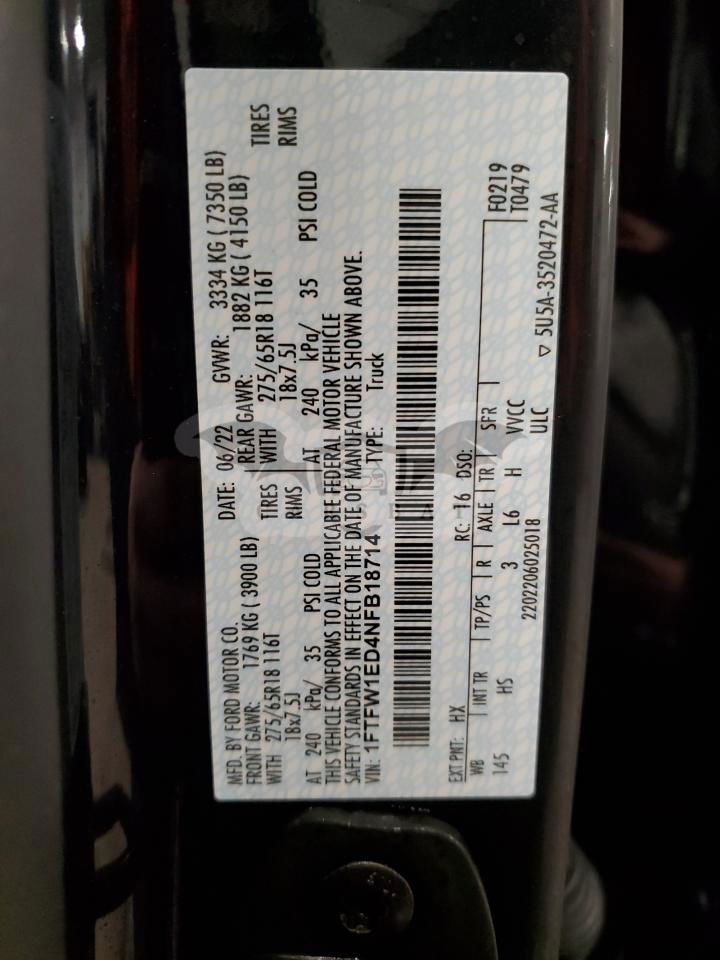 MFD. BY FORD MOTOR CO. DATE: 06/22 GVWR: 3334 KG ( 7350 LB)
FRONT GAWR: 1769 KG ( 3900 LB) REAR GAWR: 1882 KG ( 4150 LB)
WITH 275/65R18 116T TIRES WITH 275/65R18 116T TIRES
18x7.5J RIMS 18x7.5J RIMS
AT 240 kPa/ 35 PSI COLD AT 240 kPa/ 35 PSI COLD
THIS VEHICLE CONFORMS TO ALL APPLICABLE FEDERAL MOTOR VEHICLE
SAFETY STANDARDS IN EFFECT ON THE DATE OF MANUFACTURE SHOWN ABOVE.
VIN: 1FTFW1ED4NFB18714 TYPE: Truck
EXT PNT: HX RC: 16 DSO: F0219
WB INT TR TP/PS R AXLE TR SFR T0479
145 HS 3 L6 H VVCC
2202206025018 ULC
▽ 5U5A-3520472-AA